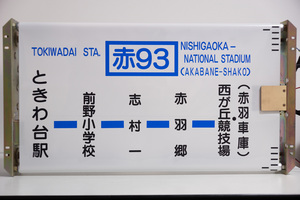 TOKIWADAI STA.
赤93
NISHIGAOKA–
NATIONAL STADIUM
(AKABANE-SHAKO)
ときわ台駅
前野小学校
志村一
赤羽郷
西が丘競技場
(赤羽車庫)